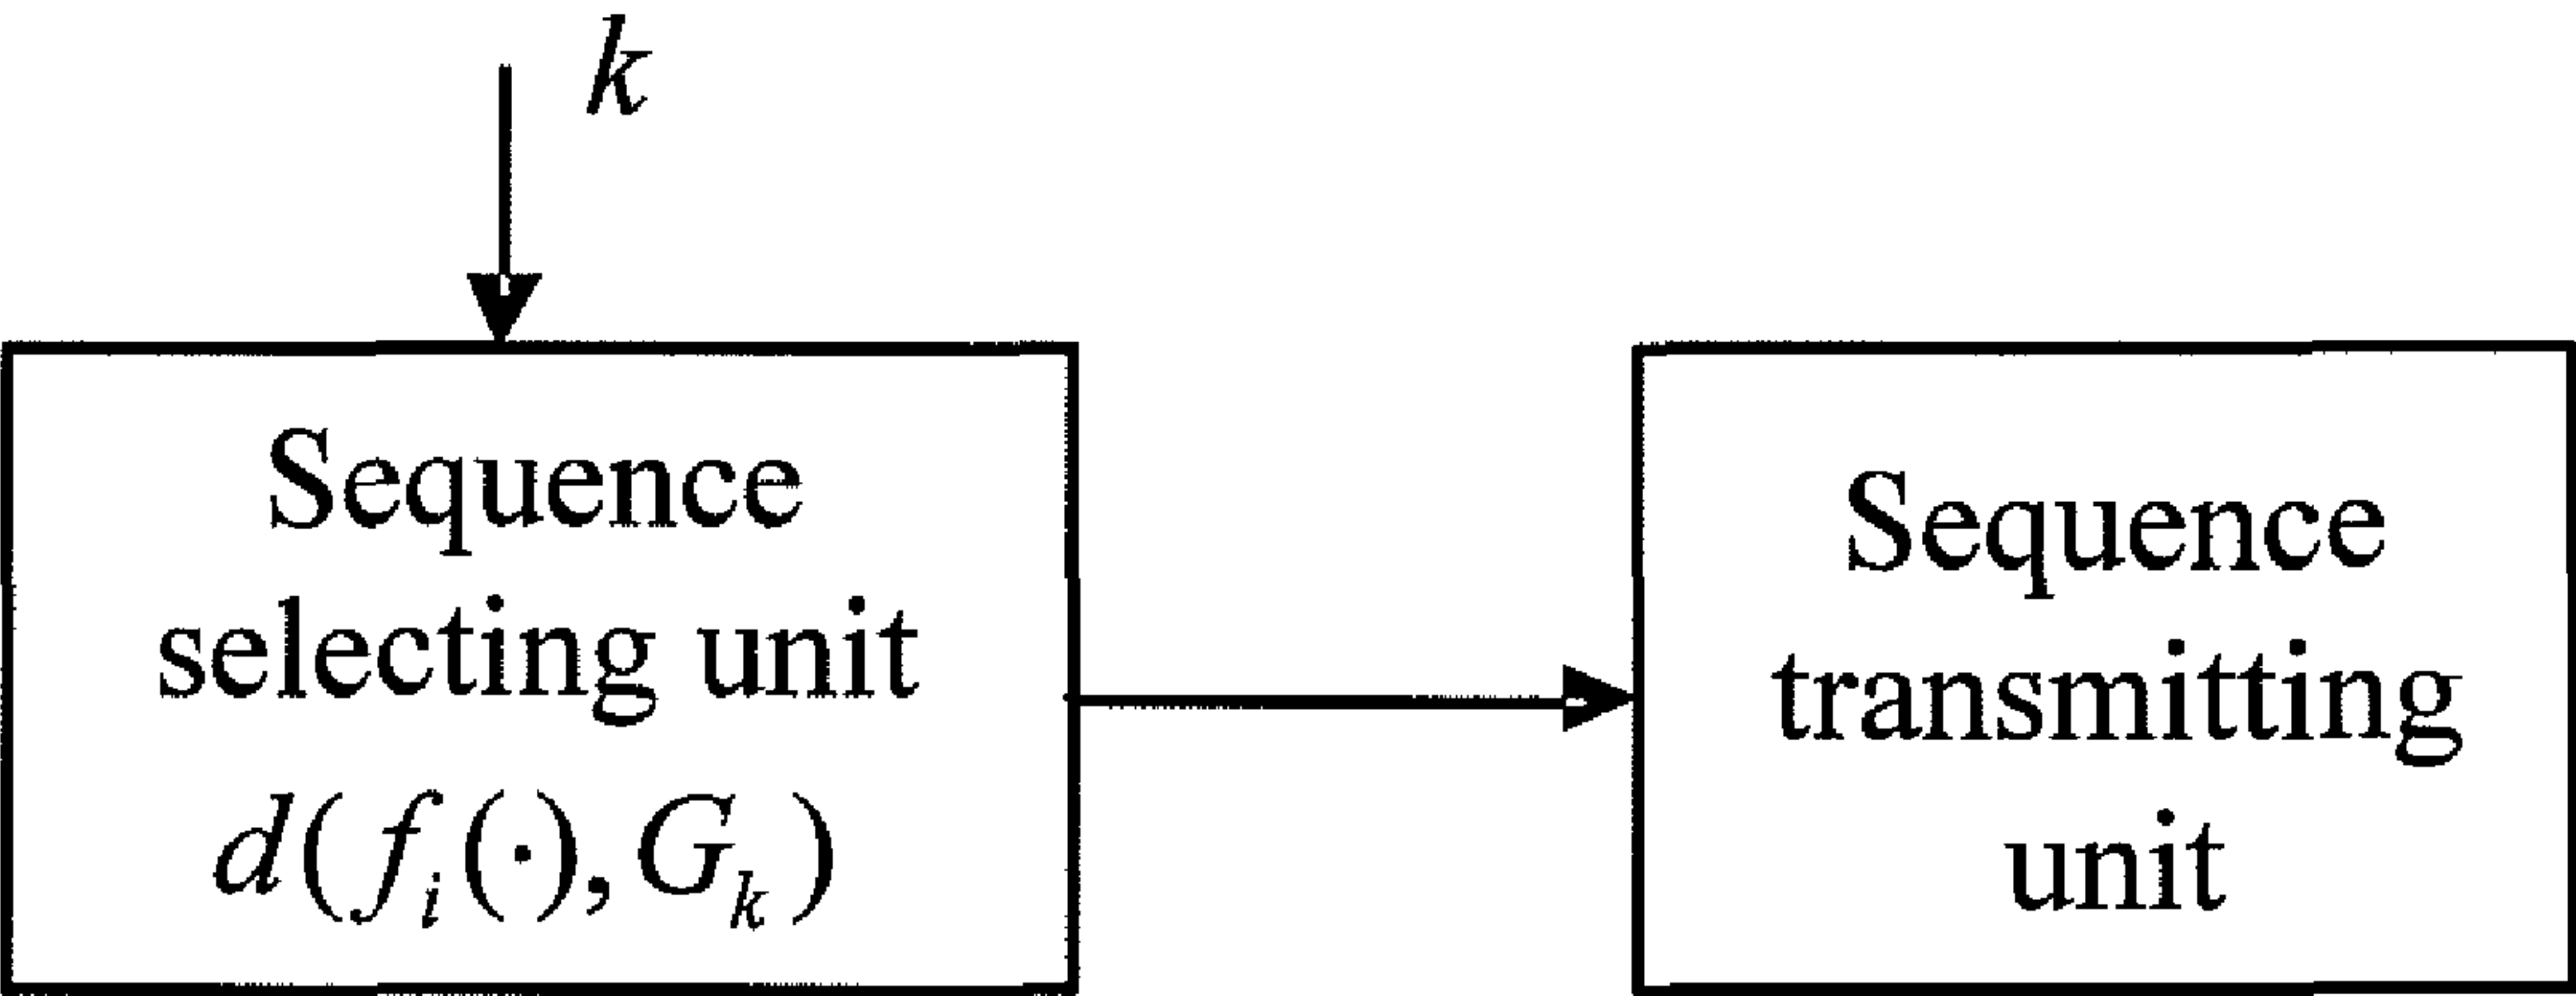 k
Sequence
selecting unit
d(f_i(·), G_k)
Sequence
transmitting
unit